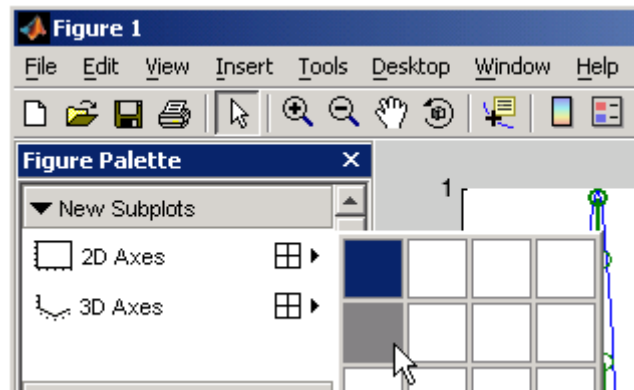 Figure 1
File Edit View Insert Tools Desktop Window Help
Figure Palette
New Subplots
2D Axes
3D Axes
1